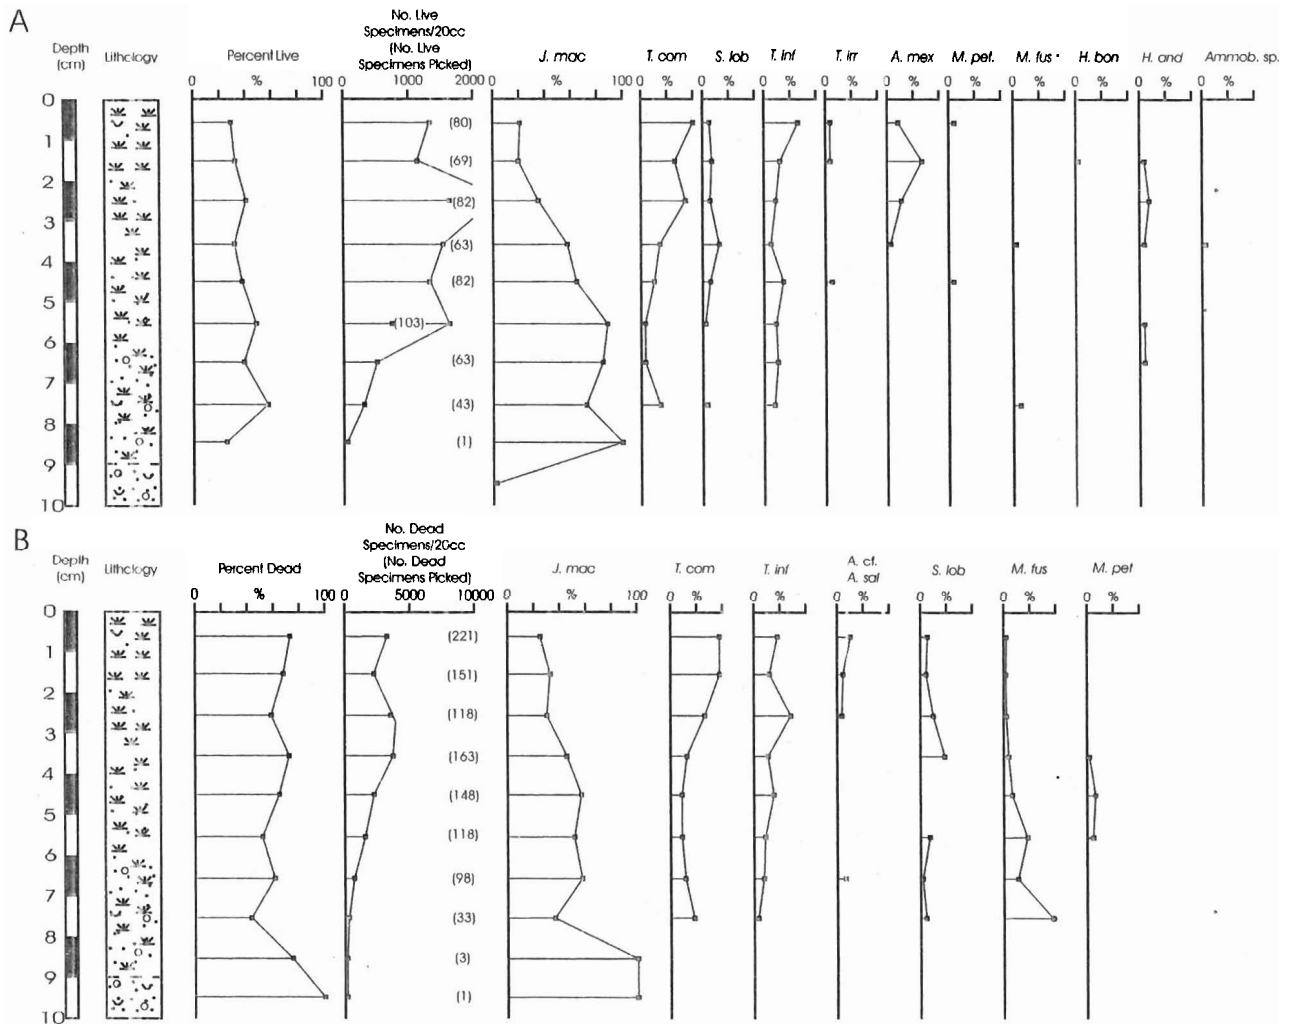 A
No. Live
Specimens/20cc
(No. Live
Specimens Picked)
Depth
(cm)
Lithology
Percent Live
J. mac
T. com
S. lob
T. inf
T. irr
A. mex
M. pet.
M. fus
H. bon
H. and
Ammob. sp.
0 % 100
0 1000 2000
0 % 100
0 %
0 %
0 %
0 %
0 %
0 %
0 %
0 %
0 %
0 %
0
1
2
3
4
5
6
7
8
9
10
(80)
(69)
(82)
(63)
(82)
(103)
(63)
(43)
(1)
B
No. Dead
Specimens/20cc
(No. Dead
Specimens Picked)
Depth
(cm)
Lithology
Percent Dead
J. mac
T. com
T. inf
A. cf.
A. sal
S. lob
M. fus
M. pet
0 % 100
0 5000 10000
0 % 100
0 %
0 %
0 %
0 %
0 %
0 %
0
1
2
3
4
5
6
7
8
9
10
(221)
(151)
(118)
(163)
(148)
(118)
(98)
(33)
(3)
(1)